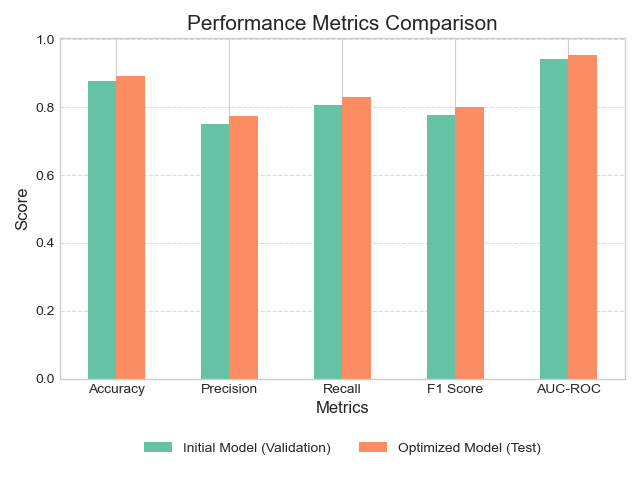 Performance Metrics Comparison
1.0
0.8
0.6
0.4
0.2
0.0
Score
Accuracy Precision Recall F1 Score AUC-ROC
Metrics
Initial Model (Validation) Optimized Model (Test)